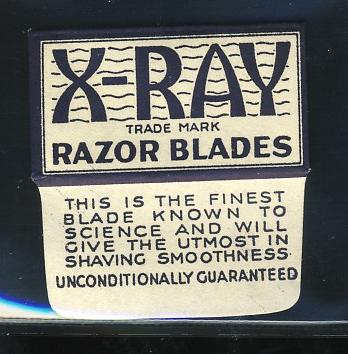 X-RAY
TRADE MARK
RAZOR BLADES
THIS IS THE FINEST
BLADE KNOWN TO
SCIENCE AND WILL
GIVE THE UTMOST IN
SHAVING SMOOTHNESS.
UNCONDITIONALLY GUARANTEED